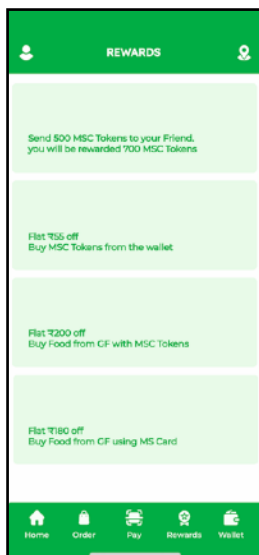 REWARDS
Send 500 MSC Tokens to your Friend.
you will be rewarded 700 MSC Tokens
Flat ₹55 off
Buy MSC Tokens from the wallet
Flat ₹200 off
Buy Food from GF with MSC Tokens
Flat ₹180 off
Buy Food from GF using MS Card
Home Order Pay Rewards Wallet